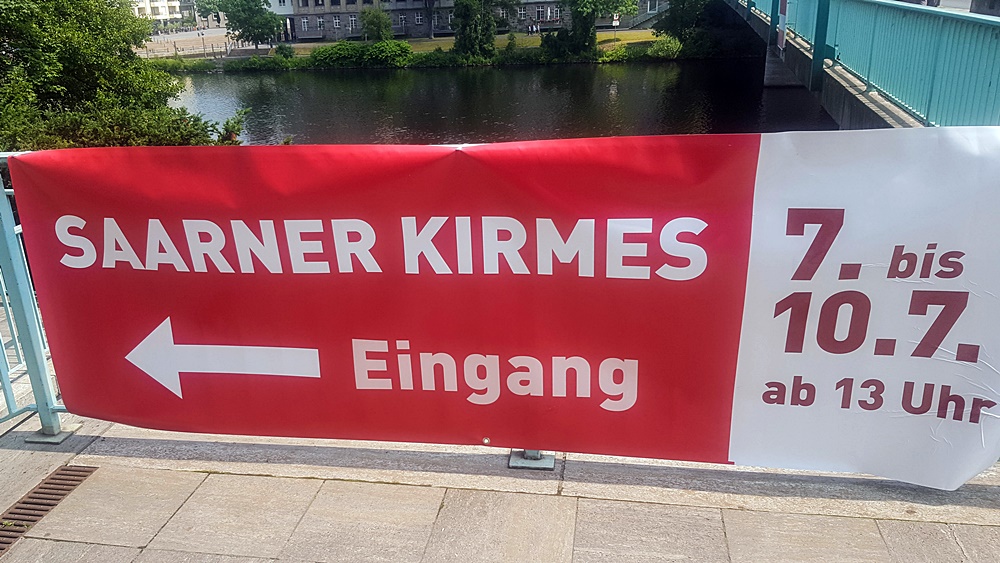 SAARNER KIRMES
Eingang
7. bis
10.7.
ab 13 Uhr